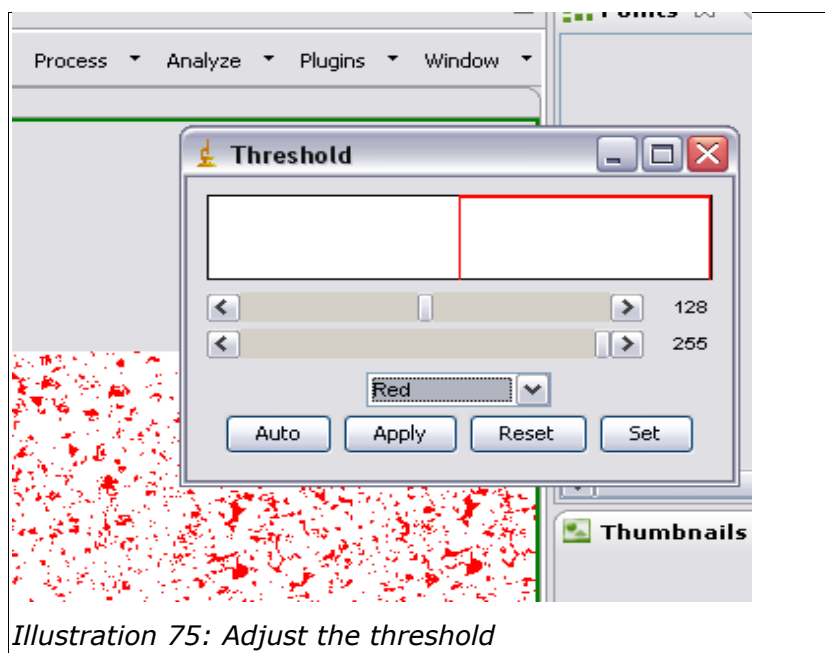 Points
Process Analyze Plugins Window
Threshold
128
255
Red
Auto Apply Reset Set
Thumbnails
Illustration 75: Adjust the threshold